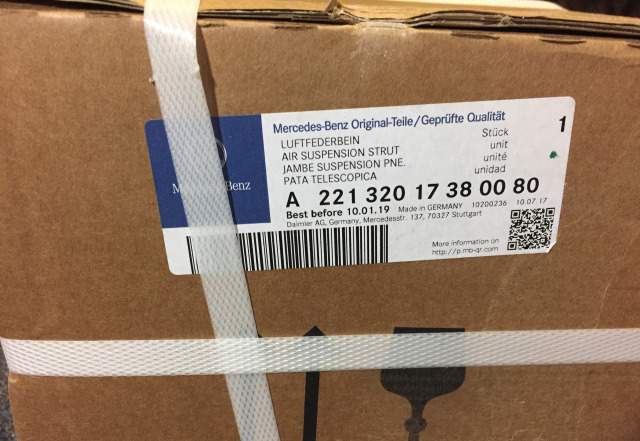 Mercedes-Benz Original-Teile/Geprüfte Qualität
LUFTFEDERBEIN Stück 1
AIR SUSPENSION STRUT unit
JAMBE SUSPENSION PNE. unité
PATA TELESCOPICA unidad
A 221 320 17 38 00 80
Best before 10.01.19 Made in GERMANY 10200236 10.07.17
Daimler AG, Germany, Mercedesstr. 137, 70327 Stuttgart
Benz
More information on
http://p.mb-qr.com